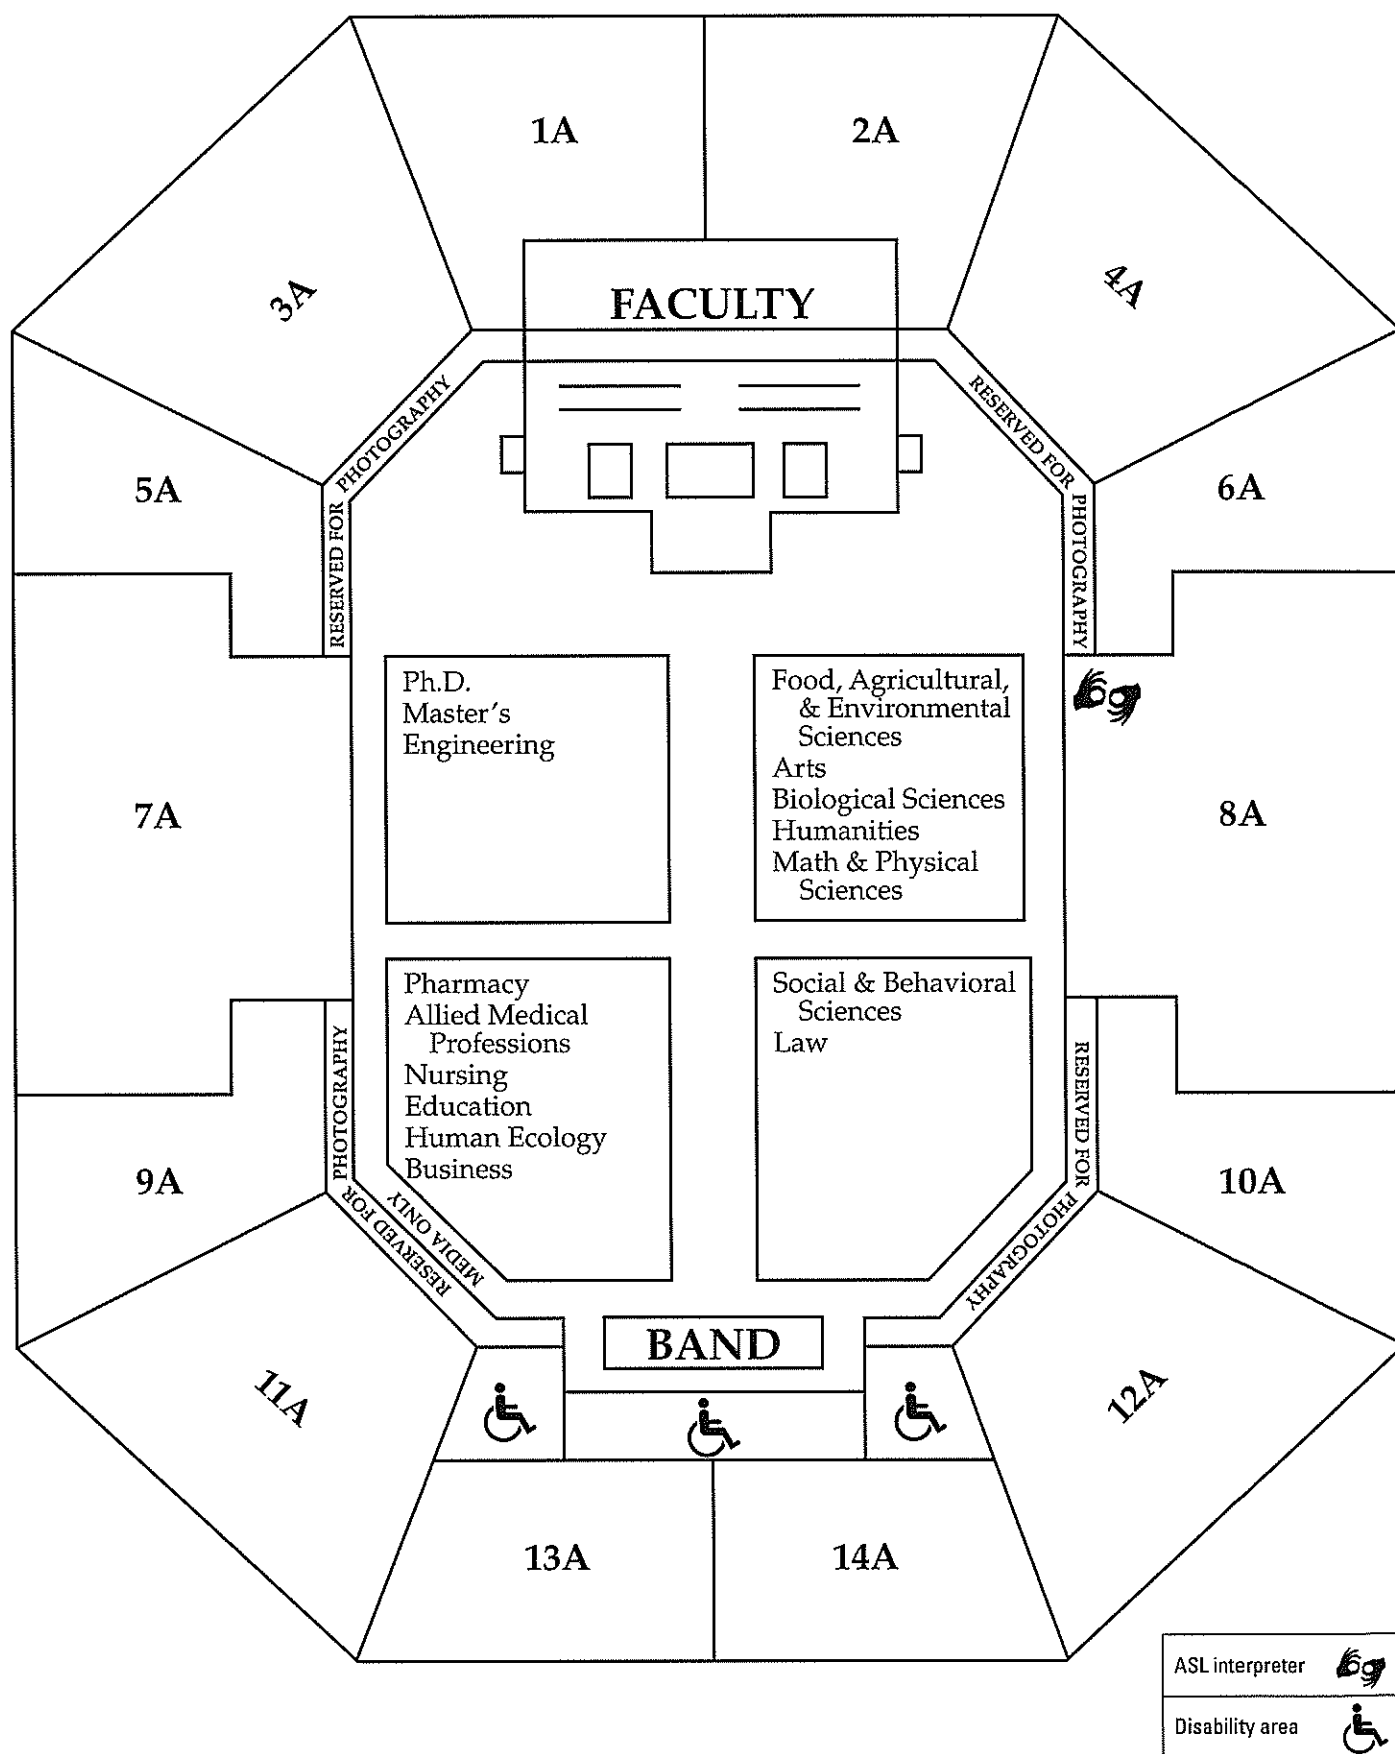 1A
2A
3A
FACULTY
4A
RESERVED FOR PHOTOGRAPHY
RESERVED FOR PHOTOGRAPHY
5A
6A
Ph.D.
Master's
Engineering
Food, Agricultural,
& Environmental
Sciences
Arts
Biological Sciences
Humanities
Math & Physical
Sciences
7A
8A
Pharmacy
Allied Medical
Professions
Nursing
Education
Human Ecology
Business
Social & Behavioral
Sciences
Law
RESERVED FOR PHOTOGRAPHY
MEDIA ONLY
RESERVED FOR PHOTOGRAPHY
9A
10A
BAND
11A
12A
13A
14A
ASL interpreter
Disability area